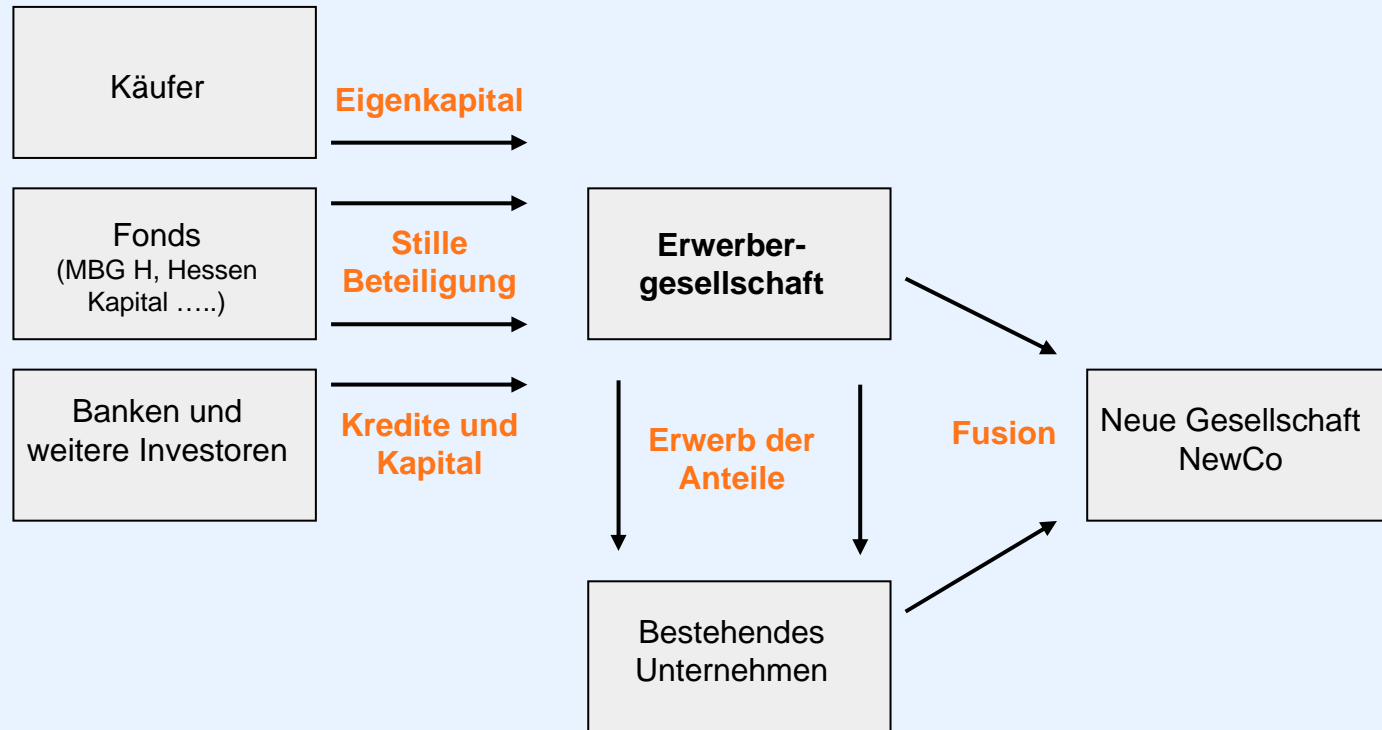 Käufer
Eigenkapital
Fonds
(MBG H, Hessen
Kapital …..)
Stille
Beteiligung
Banken und
weitere Investoren
Kredite und
Kapital
Erwerber-
gesellschaft
Erwerb der
Anteile
Bestehendes
Unternehmen
Fusion
Neue Gesellschaft
NewCo